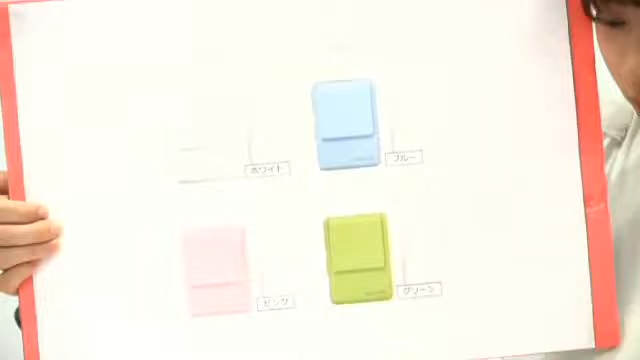 ホワイト
ブルー
ピンク
グリーン